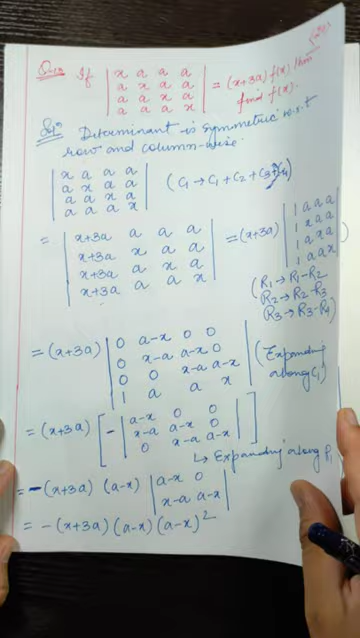 (20)
Ques If | x a a a | = (x+3a) f(x) then
| a x a a | find f(x).
| a a x a |
| a a a x |
Sol? Determinant is symmetric w.r.t
row and column-wise.
| x a a a | (C₁ → C₁ + C₂ + C₃ + C₄)
| a x a a |
| a a x a |
| a a a x |
= | x+3a a a a | = (x+3a) | 1 a a a |
| x+3a x a a | | 1 x a a |
| x+3a a x a | | 1 a x a |
| x+3a a a x | | 1 a a x |
(R₁ → R₁-R₂
R₂ → R₂-R₃
R₃ → R₃-R₄)
= (x+3a) | 0 a-x 0 0 | (Expanding
| 0 x-a a-x 0 | along C₁)
| 0 0 x-a a-x |
| 1 a a x |
= (x+3a) [ - | a-x 0 0 | ]
| x-a a-x 0 |
| 0 x-a a-x |
↳ Expanding along R₁
= -(x+3a) (a-x) | a-x 0 |
| x-a a-x |
= -(x+3a) (a-x) (a-x)²